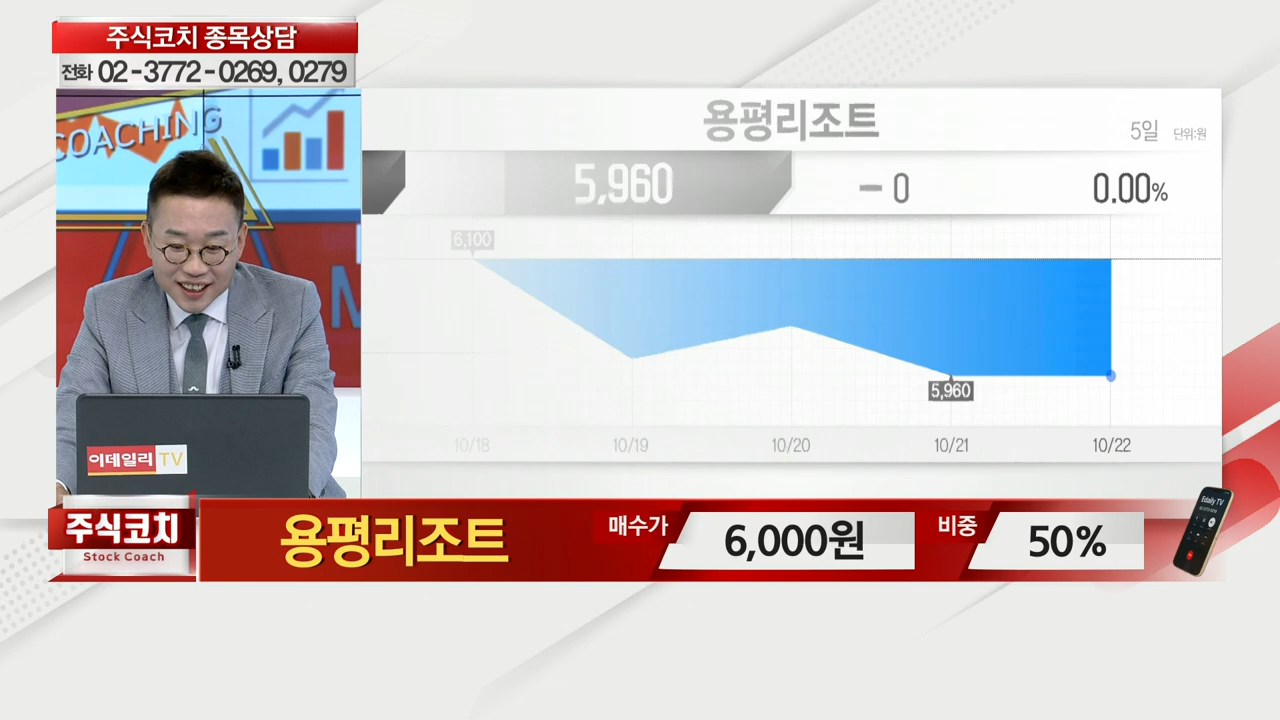 주식코치 종목상담
전화 02-3772-0269, 0279
COACHING
M
이데일리 TV
용평리조트
5일 단위:원
5,960
0
0.00%
6,100
5,960
10/18 10/19 10/20 10/21 10/22
주식코치
Stock Coach
용평리조트
매수가 6,000원
비중 50%
Edaily TV